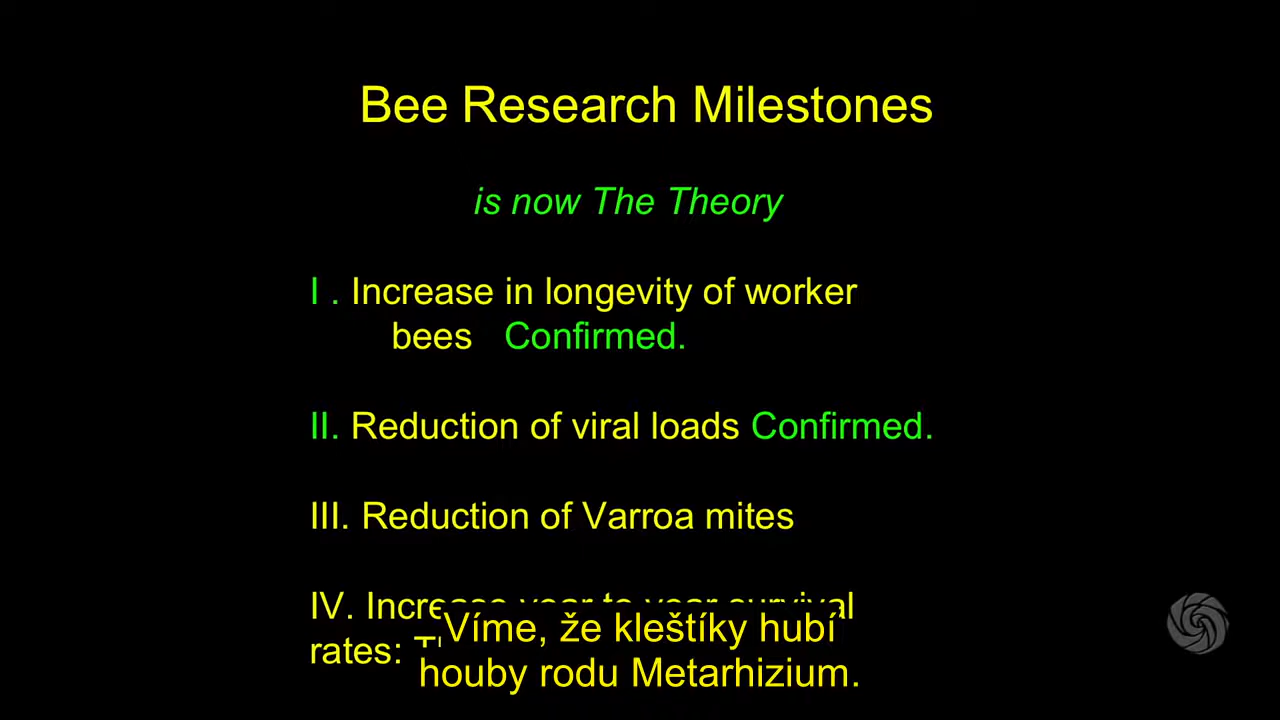 Bee Research Milestones
is now The Theory
I . Increase in longevity of worker
bees Confirmed.
II. Reduction of viral loads Confirmed.
III. Reduction of Varroa mites
IV. Increase year to year survival
rates:
Víme, že kleštíky hubí
houby rodu Metarhizium.